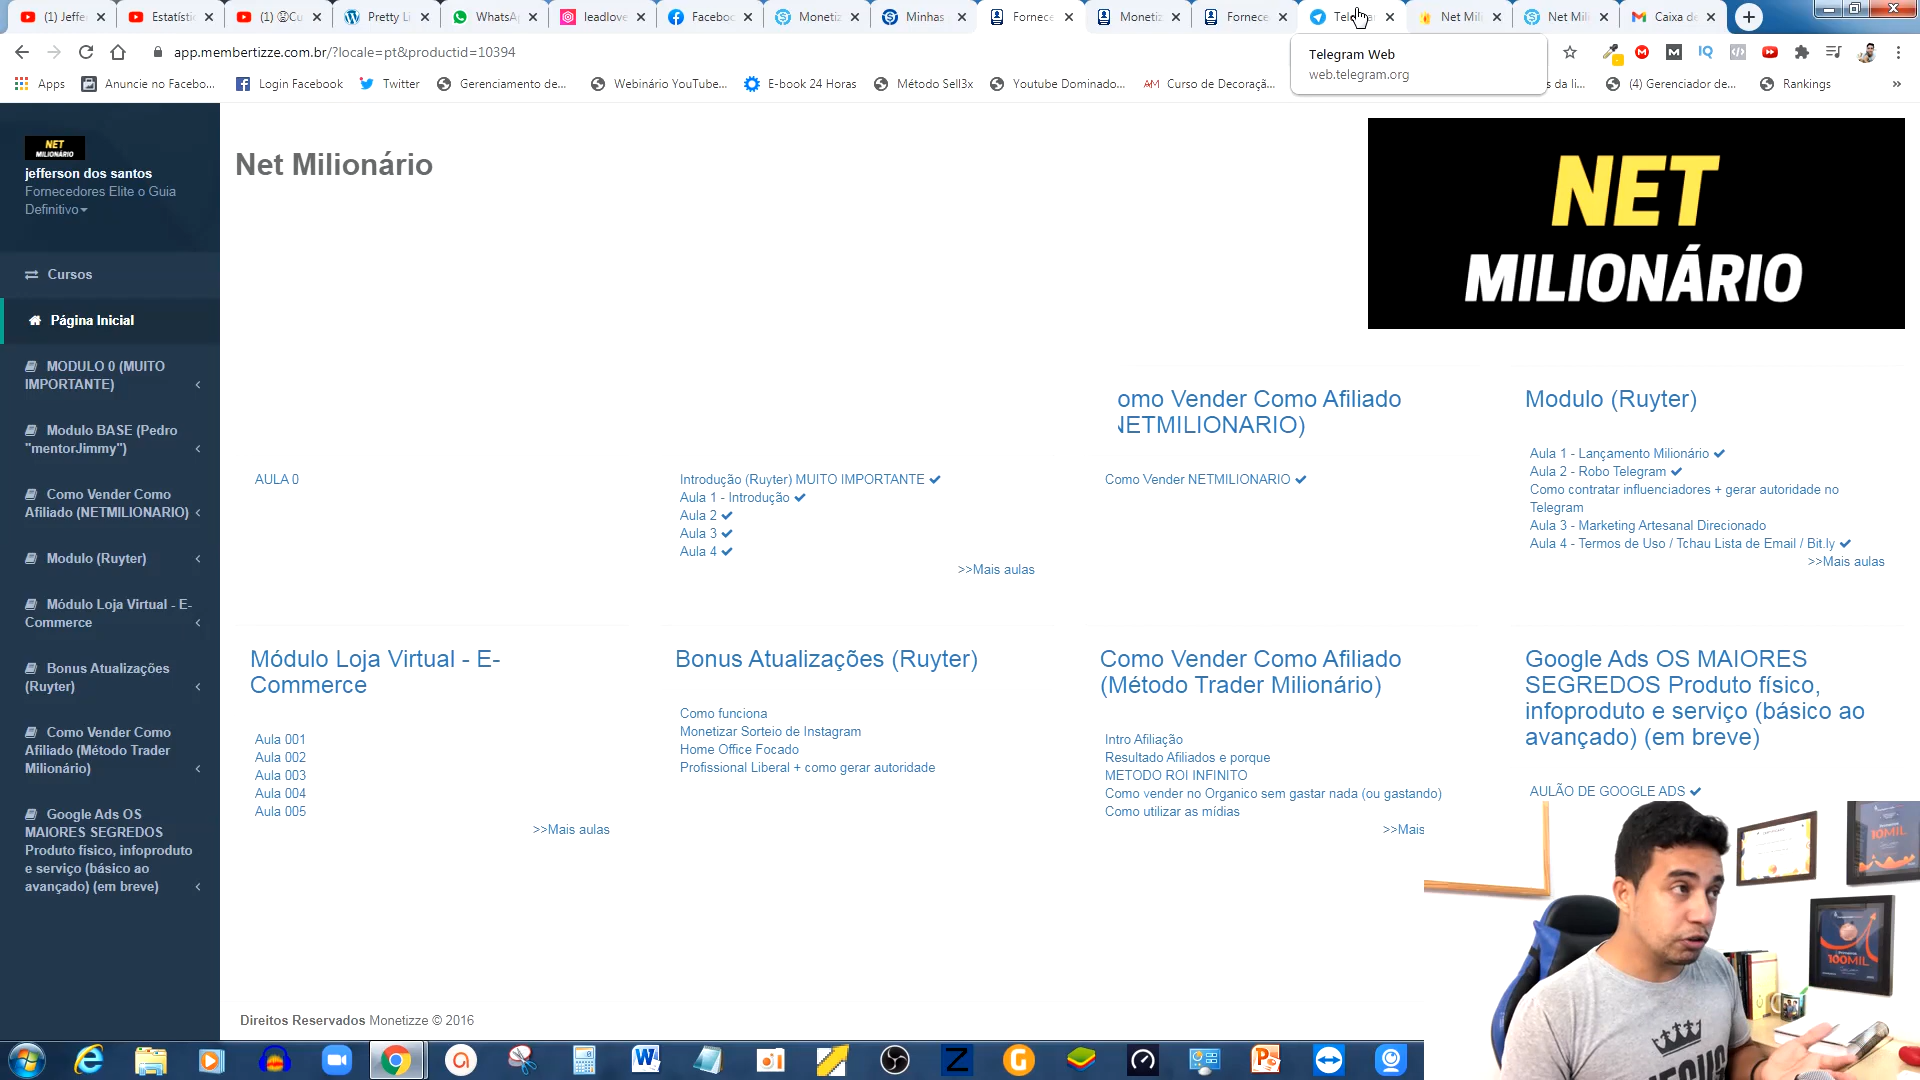 (1) Jeffer
Estatísti
(1) 😡Cu
Pretty Li
WhatsAp
leadlove
Faceboo
Monetiz
Minhas
Fornece
Monetiz
Fornece
Net Mil
Net Mil
Caixa de
app.membertizze.com.br/?locale=pt&productid=10394
Telegram Web
web.telegram.org
Apps
Anuncie no Facebo...
Login Facebook
Twitter
Gerenciamento de...
Webinário YouTube...
E-book 24 Horas
Método Sell3x
Youtube Dominado...
AM Curso de Decoraçã...
s da li...
(4) Gerenciador de...
Rankings
»
NET
MILIONÁRIO
jefferson dos santos
Fornecedores Elite o Guia
Definitivo
Cursos
Página Inicial
MODULO 0 (MUITO
IMPORTANTE)
Modulo BASE (Pedro
"mentorJimmy")
Como Vender Como
Afiliado (NETMILIONARIO)
Modulo (Ruyter)
Módulo Loja Virtual - E-
Commerce
Bonus Atualizações
(Ruyter)
Como Vender Como
Afiliado (Método Trader
Milionário)
Google Ads OS
MAIORES SEGREDOS
Produto físico, infoproduto
e serviço (básico ao
avançado) (em breve)
Net Milionário
NET
MILIONÁRIO
AULA 0
Introdução (Ruyter) MUITO IMPORTANTE ✔
Aula 1 - Introdução ✔
Aula 2 ✔
Aula 3 ✔
Aula 4 ✔
>>Mais aulas
omo Vender Como Afiliado
NETMILIONARIO)
Como Vender NETMILIONARIO ✔
Modulo (Ruyter)
Aula 1 - Lançamento Milionário ✔
Aula 2 - Robo Telegram ✔
Como contratar influenciadores + gerar autoridade no
Telegram
Aula 3 - Marketing Artesanal Direcionado
Aula 4 - Termos de Uso / Tchau Lista de Email / Bit.ly ✔
>>Mais aulas
Módulo Loja Virtual - E-
Commerce
Aula 001
Aula 002
Aula 003
Aula 004
Aula 005
>>Mais aulas
Bonus Atualizações (Ruyter)
Como funciona
Monetizar Sorteio de Instagram
Home Office Focado
Profissional Liberal + como gerar autoridade
Como Vender Como Afiliado
(Método Trader Milionário)
Intro Afiliação
Resultado Afiliados e porque
METODO ROI INFINITO
Como vender no Organico sem gastar nada (ou gastando)
Como utilizar as mídias
>>Mais
Google Ads OS MAIORES
SEGREDOS Produto físico,
infoproduto e serviço (básico ao
avançado) (em breve)
AULÃO DE GOOGLE ADS ✔
100MIL
100MIL
JESUS
Direitos Reservados Monetizze © 2016